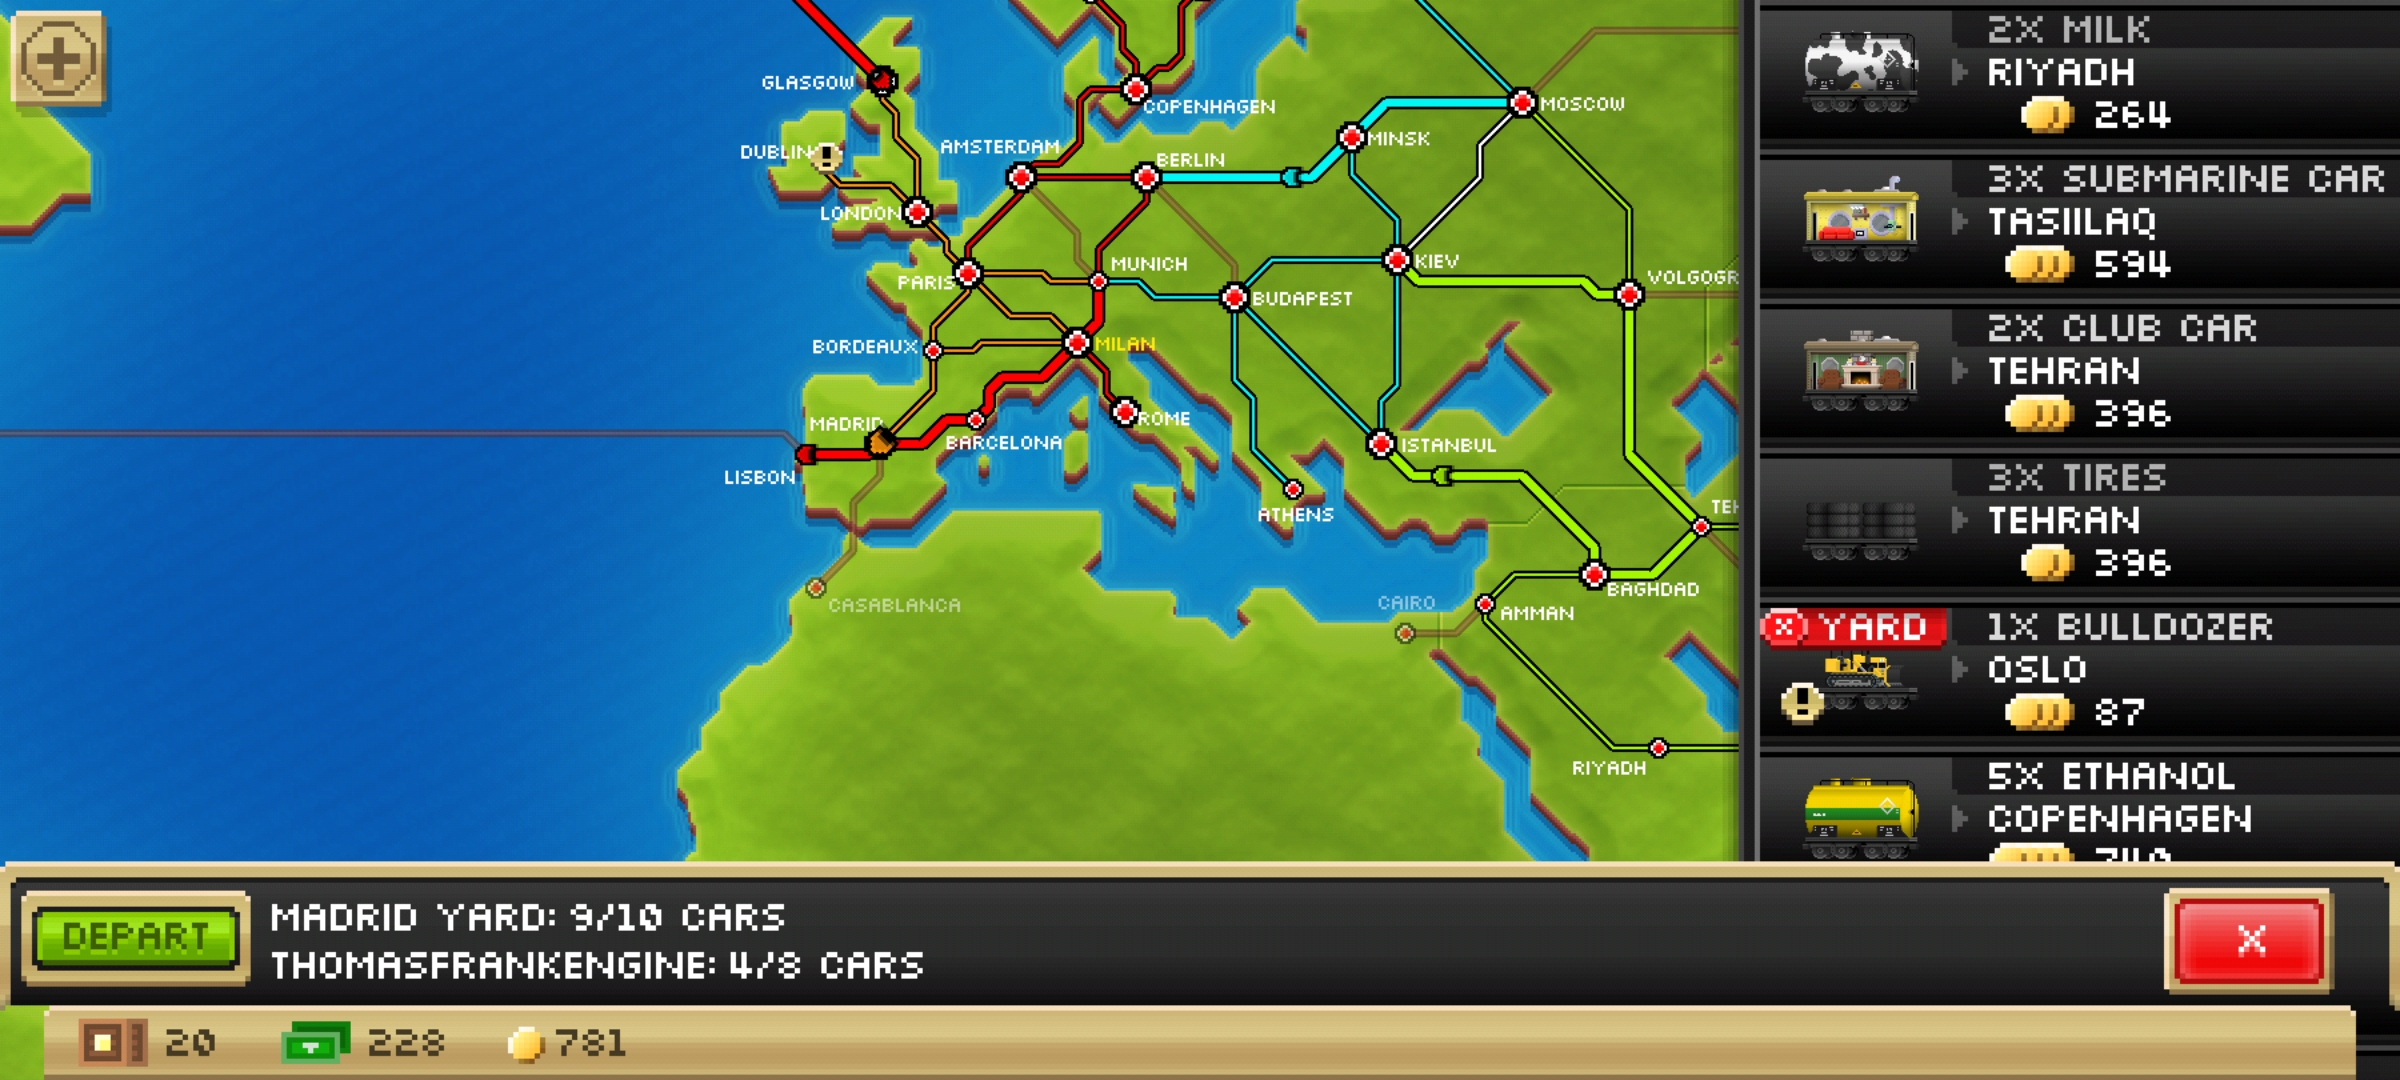 GLASGOW
COPENHAGEN
MOSCOW
DUBLIN
AMSTERDAM
BERLIN
MINSK
LONDON
PARIS
MUNICH
BUDAPEST
KIEV
VOLGOGR
BORDEAUX
MILAN
MADRID
BARCELONA
ROME
ISTANBUL
LISBON
ATHENS
TEH
CASABLANCA
CAIRO
AMMAN
BAGHDAD
RIYADH
2X MILK
RIYADH
264
3X SUBMARINE CAR
TASIILAQ
594
2X CLUB CAR
TEHRAN
396
3X TIRES
TEHRAN
396
YARD
1X BULLDOZER
OSLO
87
5X ETHANOL
COPENHAGEN
DEPART
MADRID YARD: 9/10 CARS
THOMASFRANKENGINE: 4/8 CARS
X
20
228
781